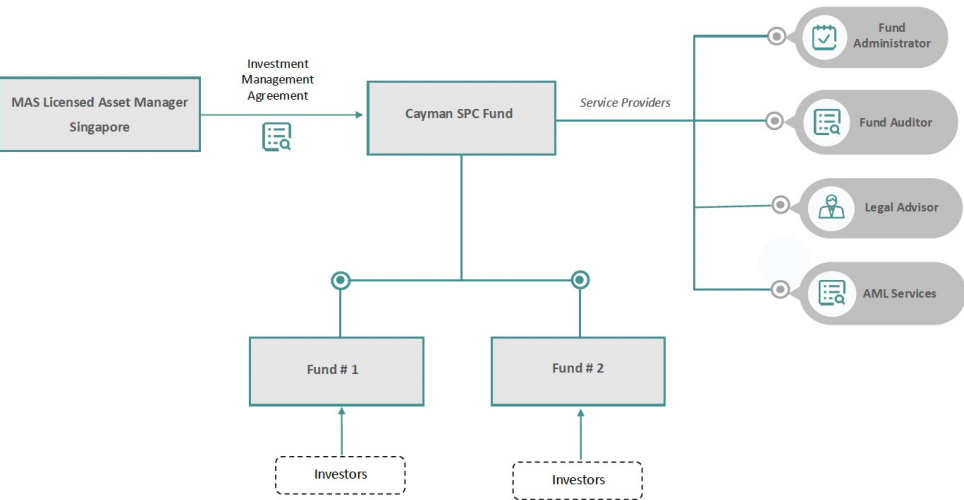 Investment
Management
Agreement
MAS Licensed Asset Manager
Singapore
Cayman SPC Fund
Service Providers
Fund
Administrator
Fund Auditor
Legal Advisor
AML Services
Fund # 1
Fund # 2
Investors
Investors